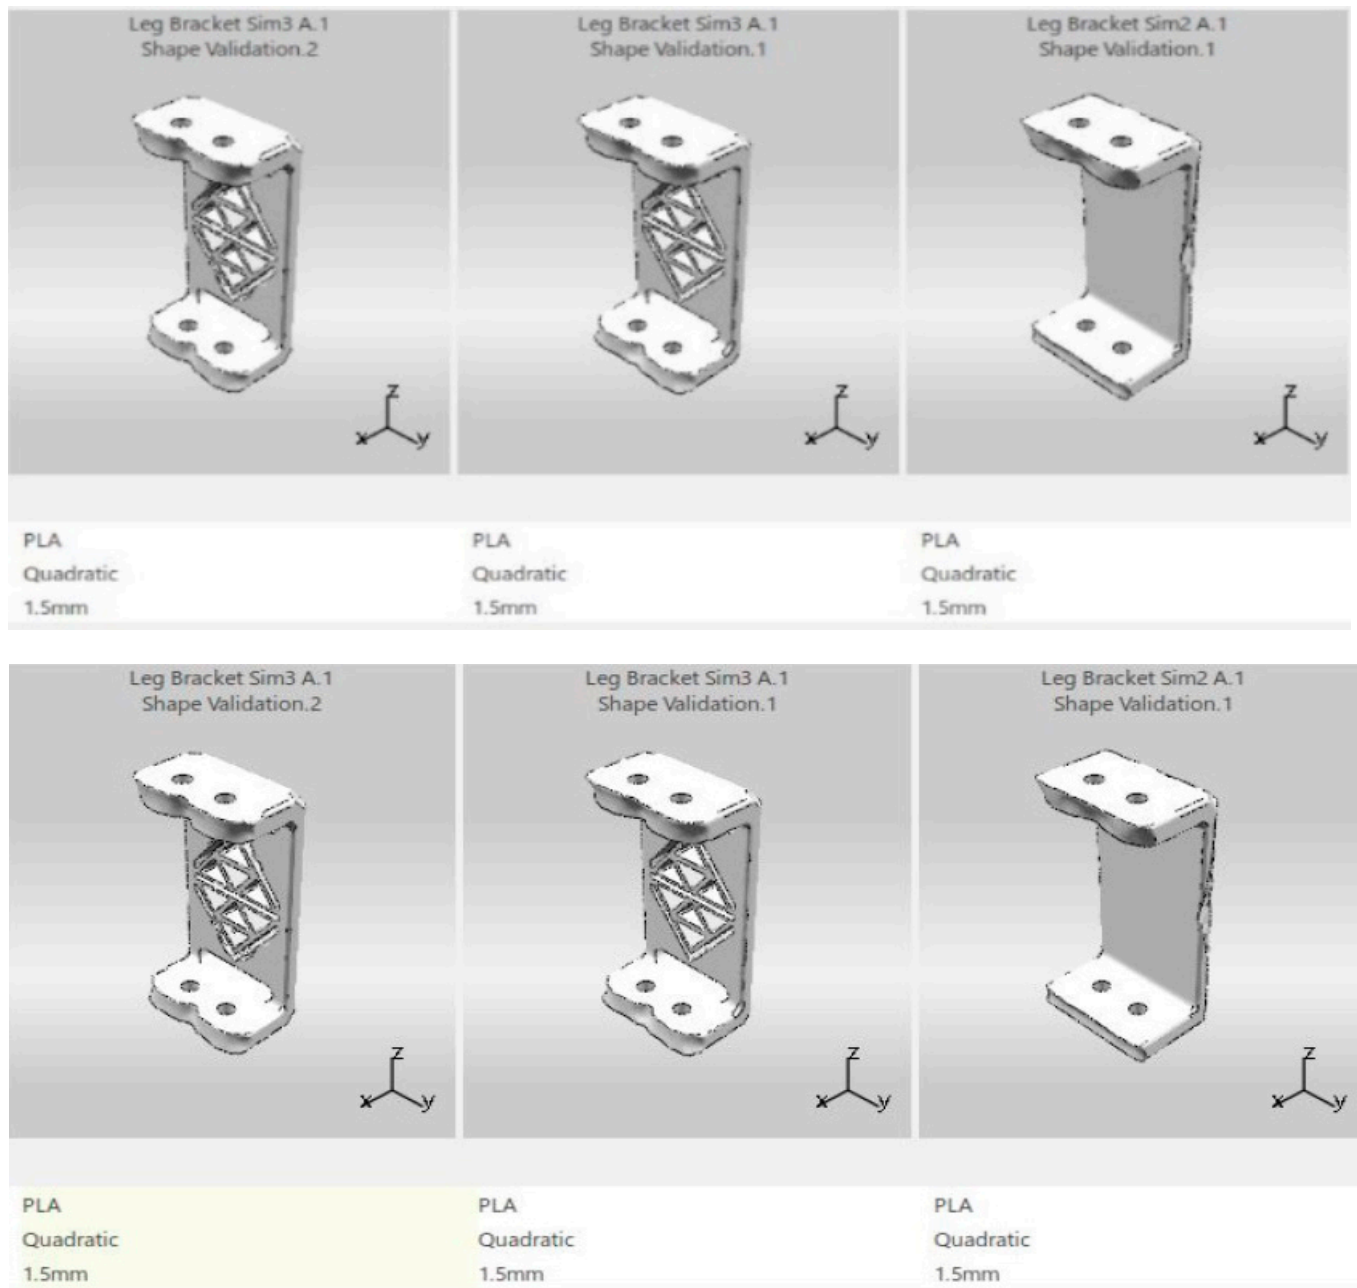 Leg Bracket Sim3 A.1
Shape Validation.2
Leg Bracket Sim3 A.1
Shape Validation.1
Leg Bracket Sim2 A.1
Shape Validation.1
z
x
y
z
x
y
z
x
y
PLA
Quadratic
1.5mm
PLA
Quadratic
1.5mm
PLA
Quadratic
1.5mm
Leg Bracket Sim3 A.1
Shape Validation.2
Leg Bracket Sim3 A.1
Shape Validation.1
Leg Bracket Sim2 A.1
Shape Validation.1
z
x
y
z
x
y
z
x
y
PLA
Quadratic
1.5mm
PLA
Quadratic
1.5mm
PLA
Quadratic
1.5mm